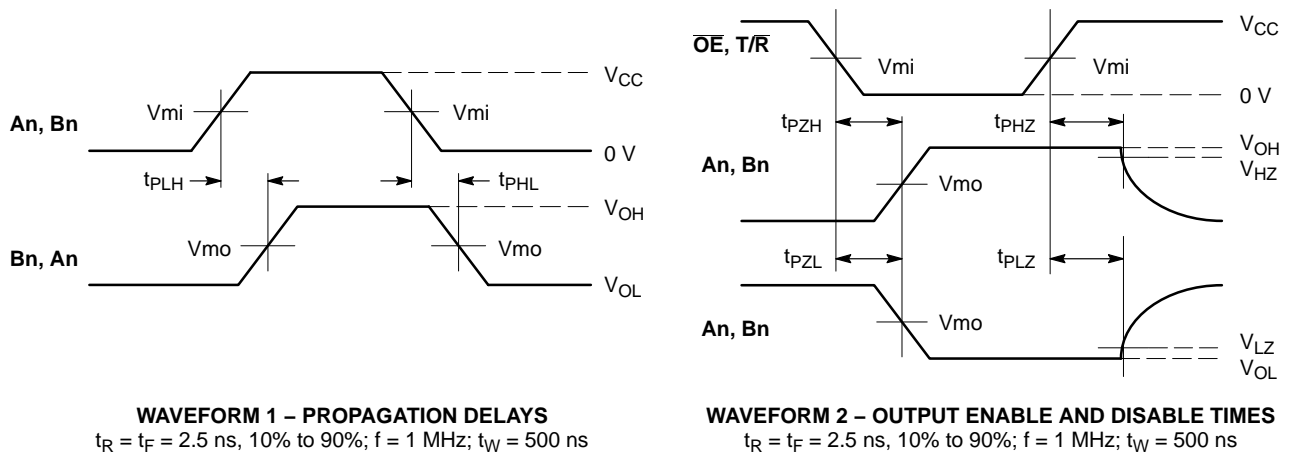 An, Bn
Vmi
Vmi
V_CC
0 V
t_PLH
t_PHL
Bn, An
Vmo
Vmo
V_OH
V_OL
WAVEFORM 1 – PROPAGATION DELAYS
t_R = t_F = 2.5 ns, 10% to 90%; f = 1 MHz; t_W = 500 ns
O̅E̅, T/R̅
Vmi
Vmi
V_CC
0 V
t_PZH
t_PHZ
An, Bn
Vmo
V_OH
V_HZ
t_PZL
t_PLZ
An, Bn
Vmo
V_LZ
V_OL
WAVEFORM 2 – OUTPUT ENABLE AND DISABLE TIMES
t_R = t_F = 2.5 ns, 10% to 90%; f = 1 MHz; t_W = 500 ns